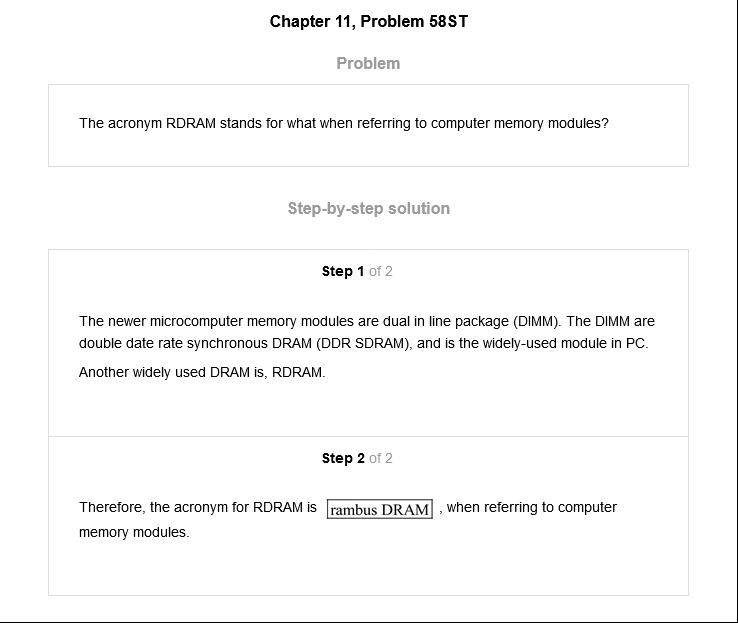 Chapter 11, Problem 58ST
Problem
The acronym RDRAM stands for what when referring to computer memory modules?
Step-by-step solution
Step 1 of 2
The newer microcomputer memory modules are dual in line package (DIMM). The DIMM are
double date rate synchronous DRAM (DDR SDRAM), and is the widely-used module in PC.
Another widely used DRAM is, RDRAM.
Step 2 of 2
Therefore, the acronym for RDRAM is rambus DRAM , when referring to computer
memory modules.